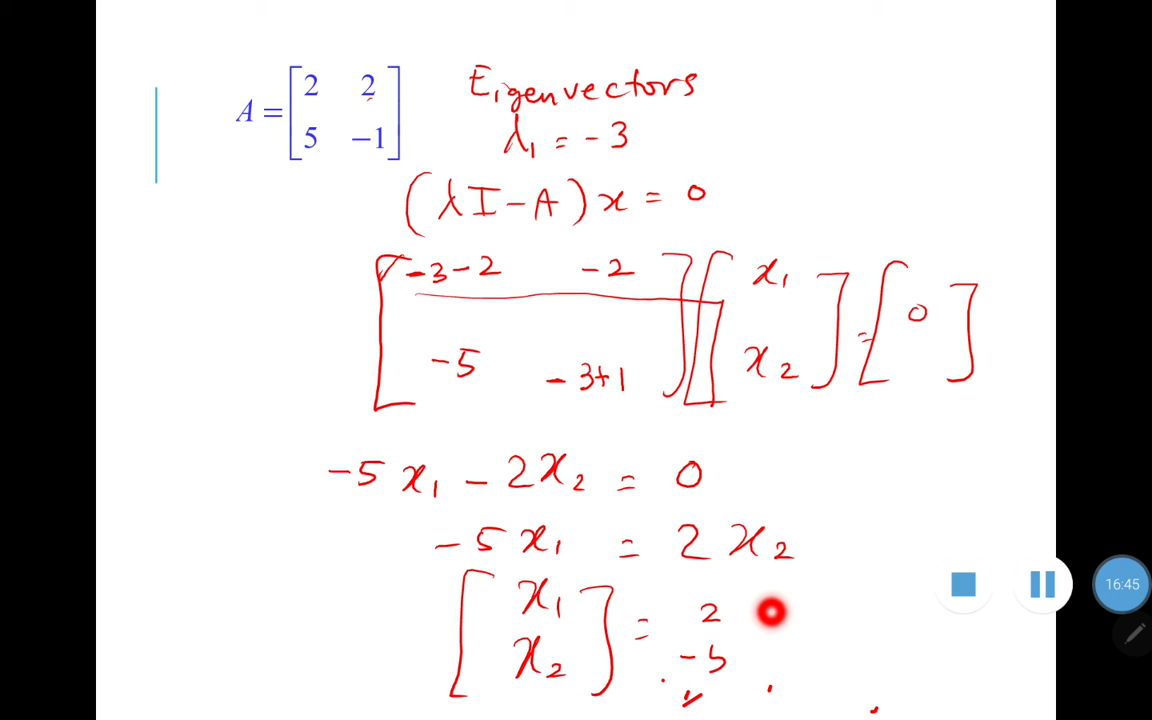 A = [ 2 2
5 −1 ]
Eigenvectors
λ₁ = -3
(λI - A) x = 0
[ -3-2 -2 ] [ x₁ ] = [ 0 ]
-5 -3+1 x₂
-5x₁ - 2x₂ = 0
-5x₁ = 2x₂
[ x₁ ] = 2
x₂ -5
16:45